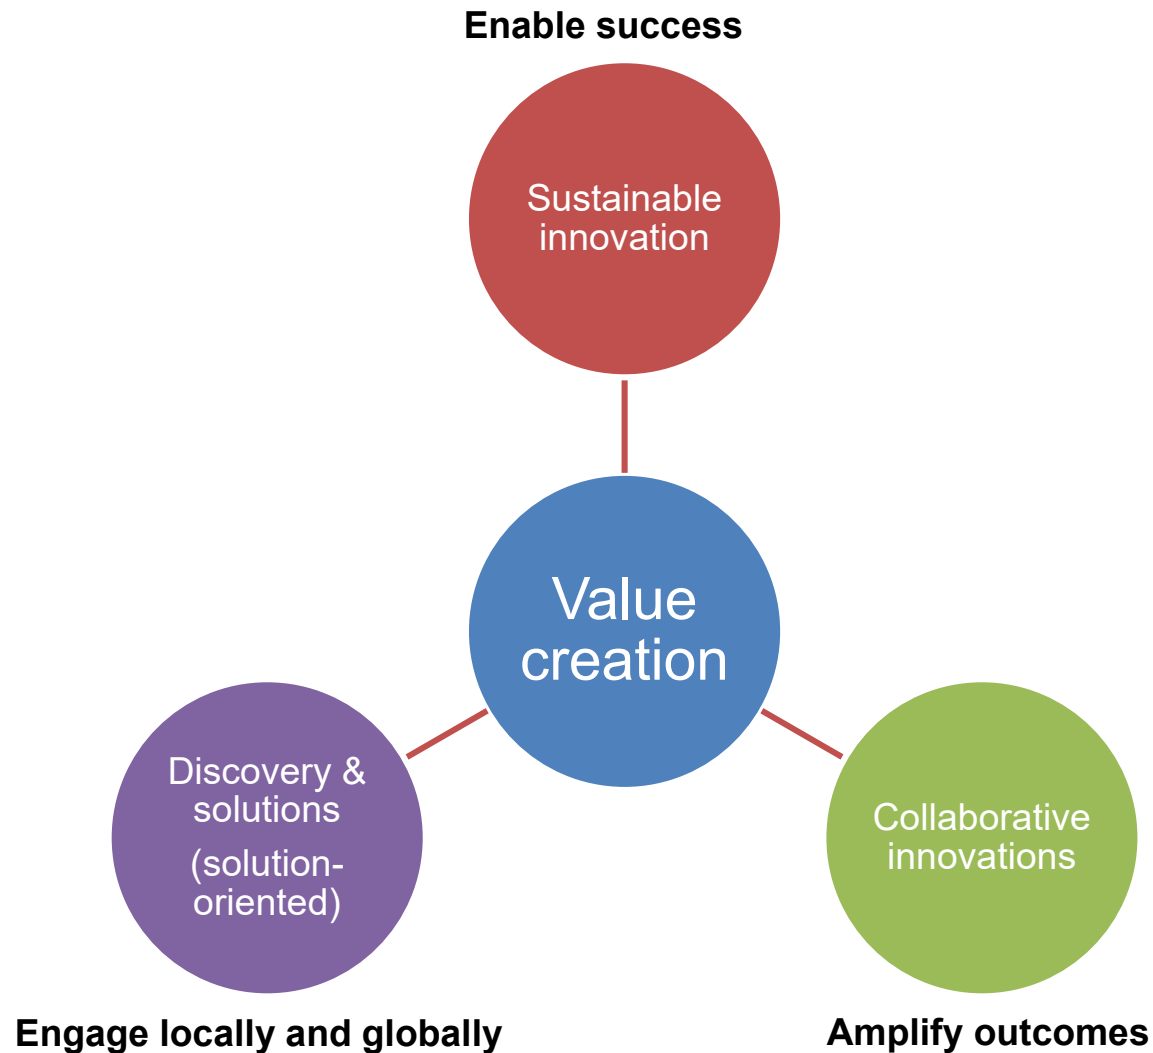 Enable success
Sustainable
innovation
Value
creation
Discovery &
solutions
(solution-
oriented)
Collaborative
innovations
Engage locally and globally
Amplify outcomes